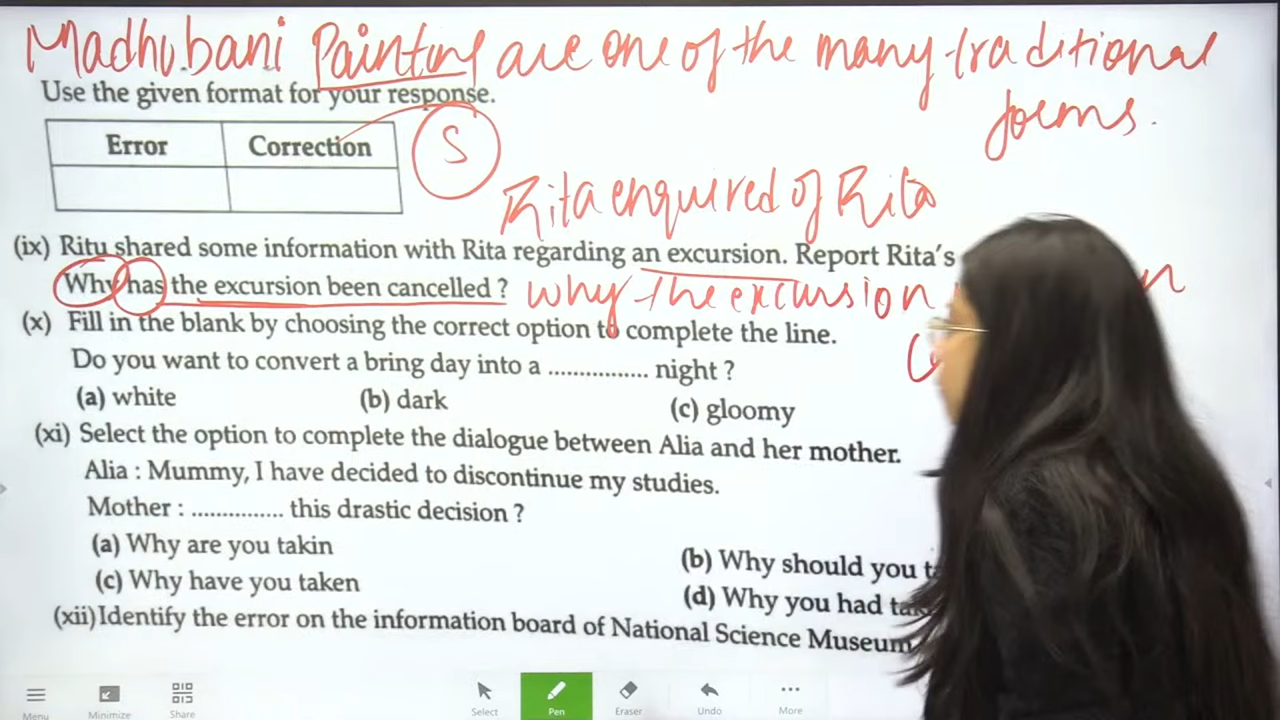 Madhubani Painting are one of the many traditional
forms.
Use the given format for your response.
Error Correction
S
Rita enquired of Rita
(ix) Ritu shared some information with Rita regarding an excursion. Report Rita's
Why has the excursion been cancelled ? why the excursion
(x) Fill in the blank by choosing the correct option to complete the line.
Do you want to convert a bring day into a ................ night ?
(a) white (b) dark (c) gloomy
(xi) Select the option to complete the dialogue between Alia and her mother.
Alia : Mummy, I have decided to discontinue my studies.
Mother : ............... this drastic decision ?
(a) Why are you takin (b) Why should you
(c) Why have you taken (d) Why you had
(xii) Identify the error on the information board of National Science Museum
Menu Minimize Share Select Pen Eraser Undo More